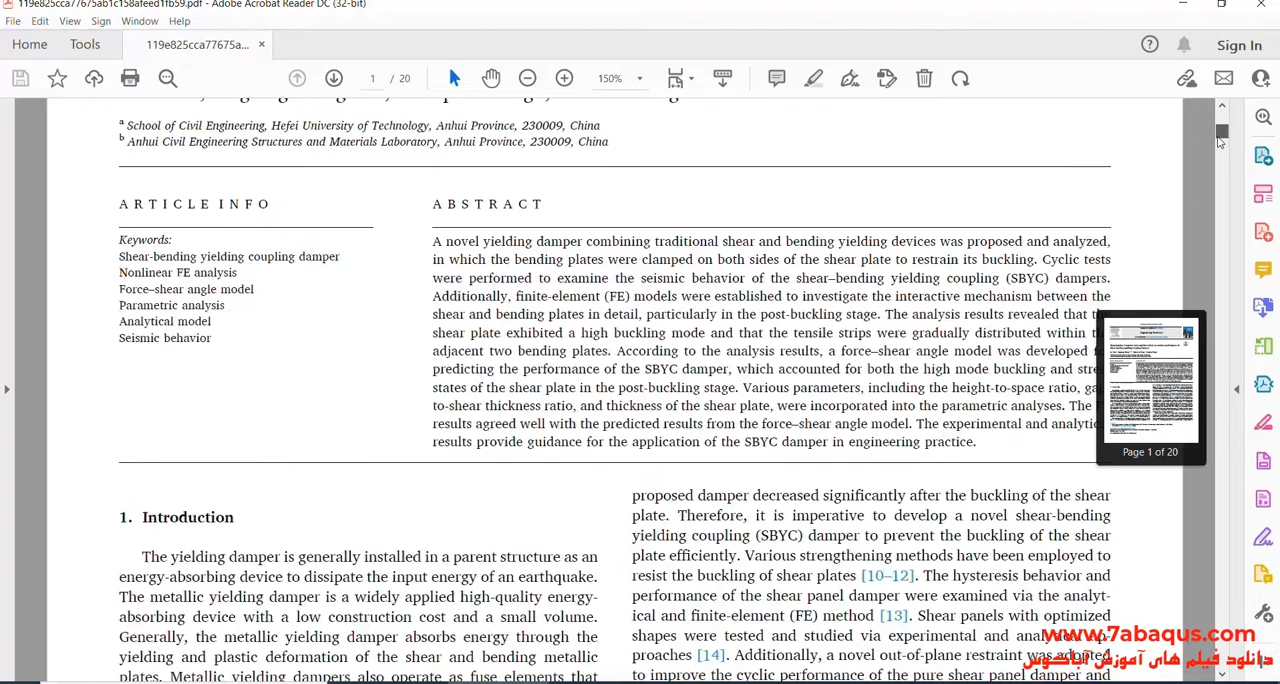 119e825cca77675ab1c158afeed1fb59.pdf - Adobe Acrobat Reader DC (32-bit)
File Edit View Sign Window Help
Home Tools 119e825cca77675a... × Sign In
1 / 20 150%
a School of Civil Engineering, Hefei University of Technology, Anhui Province, 230009, China
b Anhui Civil Engineering Structures and Materials Laboratory, Anhui Province, 230009, China
ARTICLE INFO
Keywords:
Shear-bending yielding coupling damper
Nonlinear FE analysis
Force–shear angle model
Parametric analysis
Analytical model
Seismic behavior
ABSTRACT
A novel yielding damper combining traditional shear and bending yielding devices was proposed and analyzed,
in which the bending plates were clamped on both sides of the shear plate to restrain its buckling. Cyclic tests
were performed to examine the seismic behavior of the shear–bending yielding coupling (SBYC) dampers.
Additionally, finite-element (FE) models were established to investigate the interactive mechanism between the
shear and bending plates in detail, particularly in the post-buckling stage. The analysis results revealed that
shear plate exhibited a high buckling mode and that the tensile strips were gradually distributed within
adjacent two bending plates. According to the analysis results, a force–shear angle model was developed
predicting the performance of the SBYC damper, which accounted for both the high mode buckling and
the shear plate in the post-buckling stage. Various parameters, including the height-to-space ratio,
shear thickness ratio, and thickness of the shear plate, were incorporated into the parametric analyses. The
well with the predicted results from the force–shear angle model. The experimental and
results provide guidance for the application of the SBYC damper in engineering practice.
Page 1 of 20
1. Introduction
The yielding damper is generally installed in a parent structure as an
energy-absorbing device to dissipate the input energy of an earthquake.
The metallic yielding damper is a widely applied high-quality energy-
absorbing device with a low construction cost and a small volume.
Generally, the metallic yielding damper absorbs energy through the
yielding and plastic deformation of the shear and bending metallic
plates. Metallic yielding dampers also operate as fuse elements that
proposed damper decreased significantly after the buckling of the shear
plate. Therefore, it is imperative to develop a novel shear-bending
yielding coupling (SBYC) damper to prevent the buckling of the shear
plate efficiently. Various strengthening methods have been employed to
resist the buckling of shear plates [10–12]. The hysteresis behavior and
performance of the shear panel damper were examined via the analyt-
ical and finite-element (FE) method [13]. Shear panels with optimized
shapes were tested and studied via experimental and
proaches [14]. Additionally, a novel out-of-plane restraint was adopted
to improve the cyclic performance of the pure shear panel damper and
www.7abaqus.com
دانلود فیلم های آموزش آباکوس